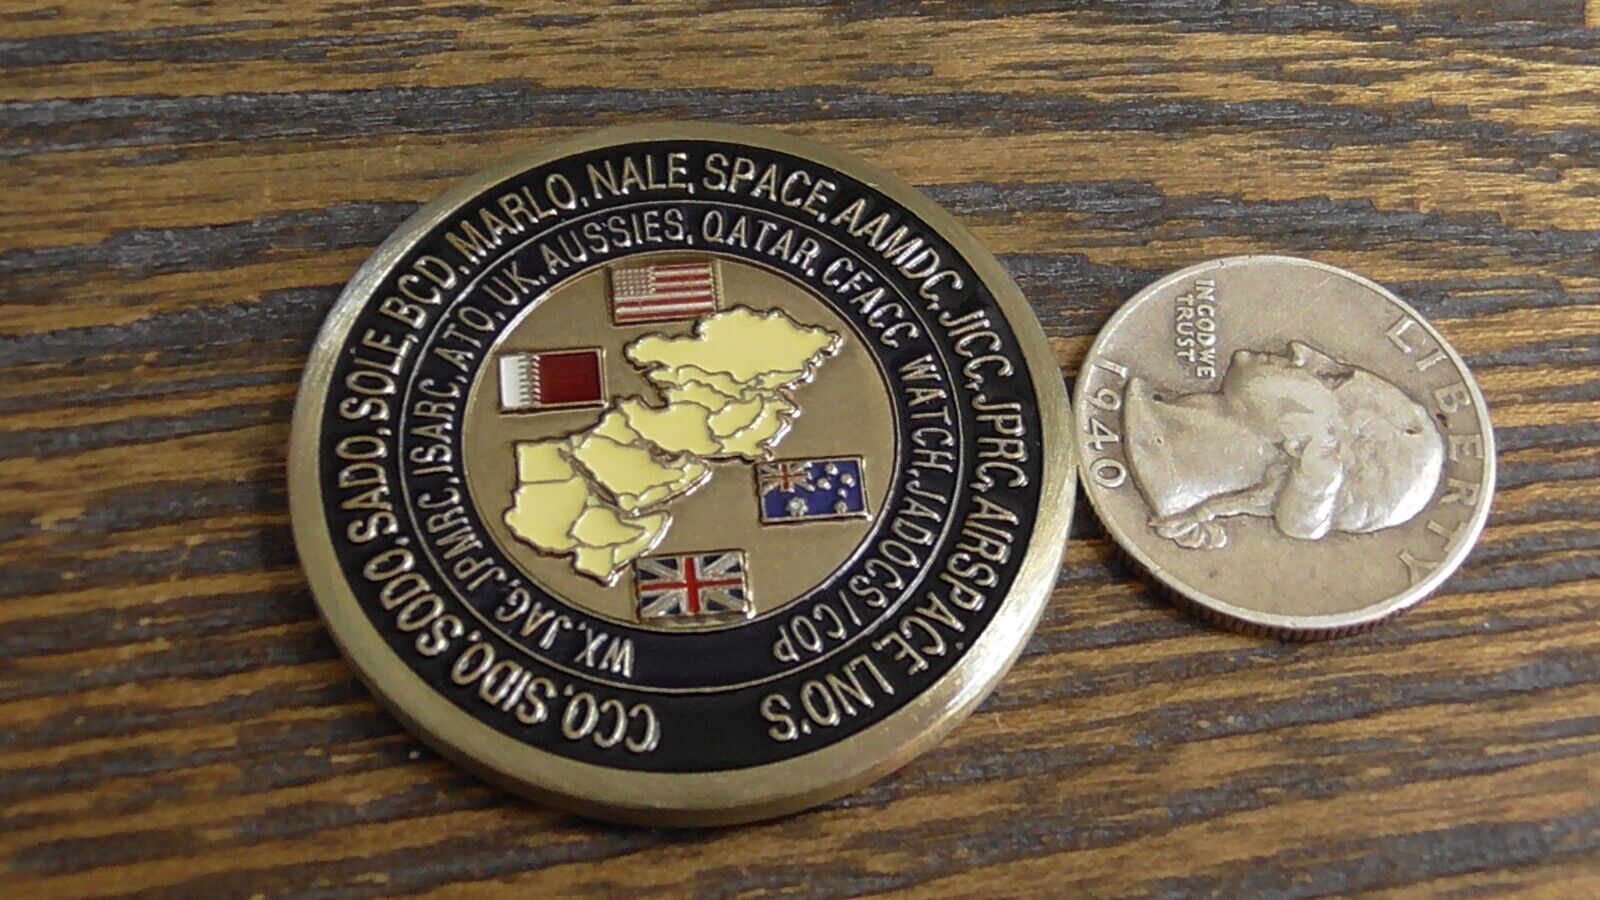 CCO, SIDO, SODO, SADO, SOLE, BCD, MARLO, NALE, SPACE, AAMDC, JICC, JPRC, AIRSPACE, LNO'S
WX, JAG, JPMRC, ISARC, ATO, UK, AUSSIES, QATAR, CFACC WATCH, JADOCS/COP
LIBERTY
IN GOD WE
TRUST
1940